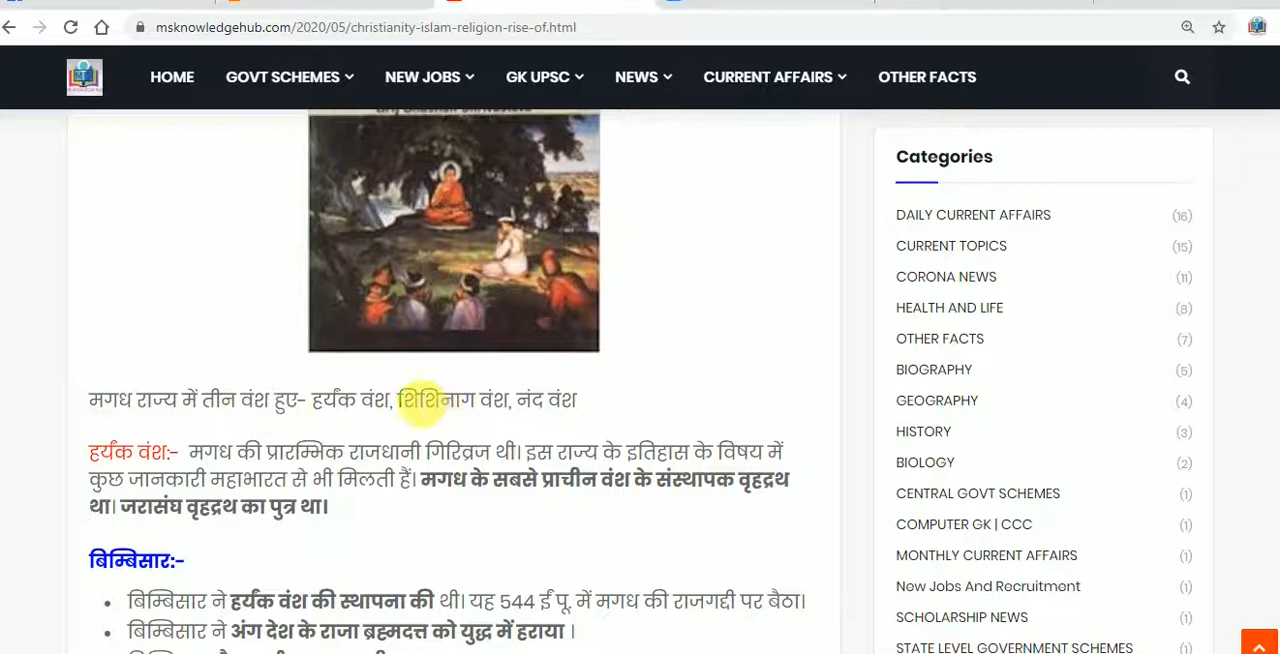 msknowledgehub.com/2020/05/christianity-islam-religion-rise-of.html
HOME GOVT SCHEMES NEW JOBS GK UPSC NEWS CURRENT AFFAIRS OTHER FACTS
मगध राज्य में तीन वंश हुए- हर्यंक वंश, शिशिनाग वंश, नंद वंश
हर्यंक वंश:- मगध की प्रारम्भिक राजधानी गिरिव्रज थी। इस राज्य के इतिहास के विषय में
कुछ जानकारी महाभारत से भी मिलती हैं। मगध के सबसे प्राचीन वंश के संस्थापक वृहद्रथ
था। जरासंघ वृहद्रथ का पुत्र था।
बिम्बिसार:-
बिम्बिसार ने हर्यंक वंश की स्थापना की थी। यह 544 ईं पू. में मगध की राजगद्दी पर बैठा।
बिम्बिसार ने अंग देश के राजा ब्रह्मदत्त को युद्ध में हराया ।
Categories
DAILY CURRENT AFFAIRS (16)
CURRENT TOPICS (15)
CORONA NEWS (11)
HEALTH AND LIFE (8)
OTHER FACTS (7)
BIOGRAPHY (5)
GEOGRAPHY (4)
HISTORY (3)
BIOLOGY (2)
CENTRAL GOVT SCHEMES (1)
COMPUTER GK | CCC (1)
MONTHLY CURRENT AFFAIRS (1)
New Jobs And Recruitment (1)
SCHOLARSHIP NEWS (1)
STATE LEVEL GOVERNMENT SCHEMES (1)